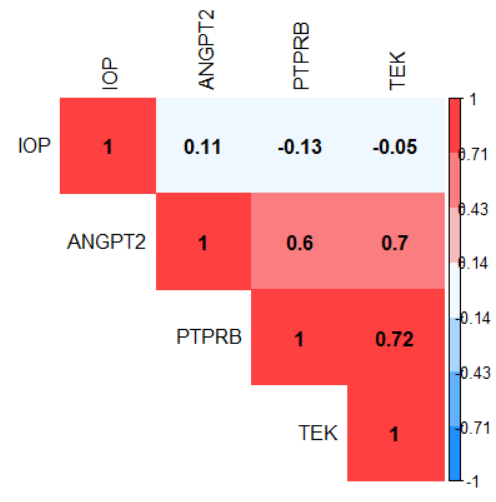 IOP ANGPT2 PTPRB TEK
IOP 1 0.11 -0.13 -0.05
ANGPT2 1 0.6 0.7
PTPRB 1 0.72
TEK 1
1
0.71
0.43
0.14
-0.14
-0.43
-0.71
-1